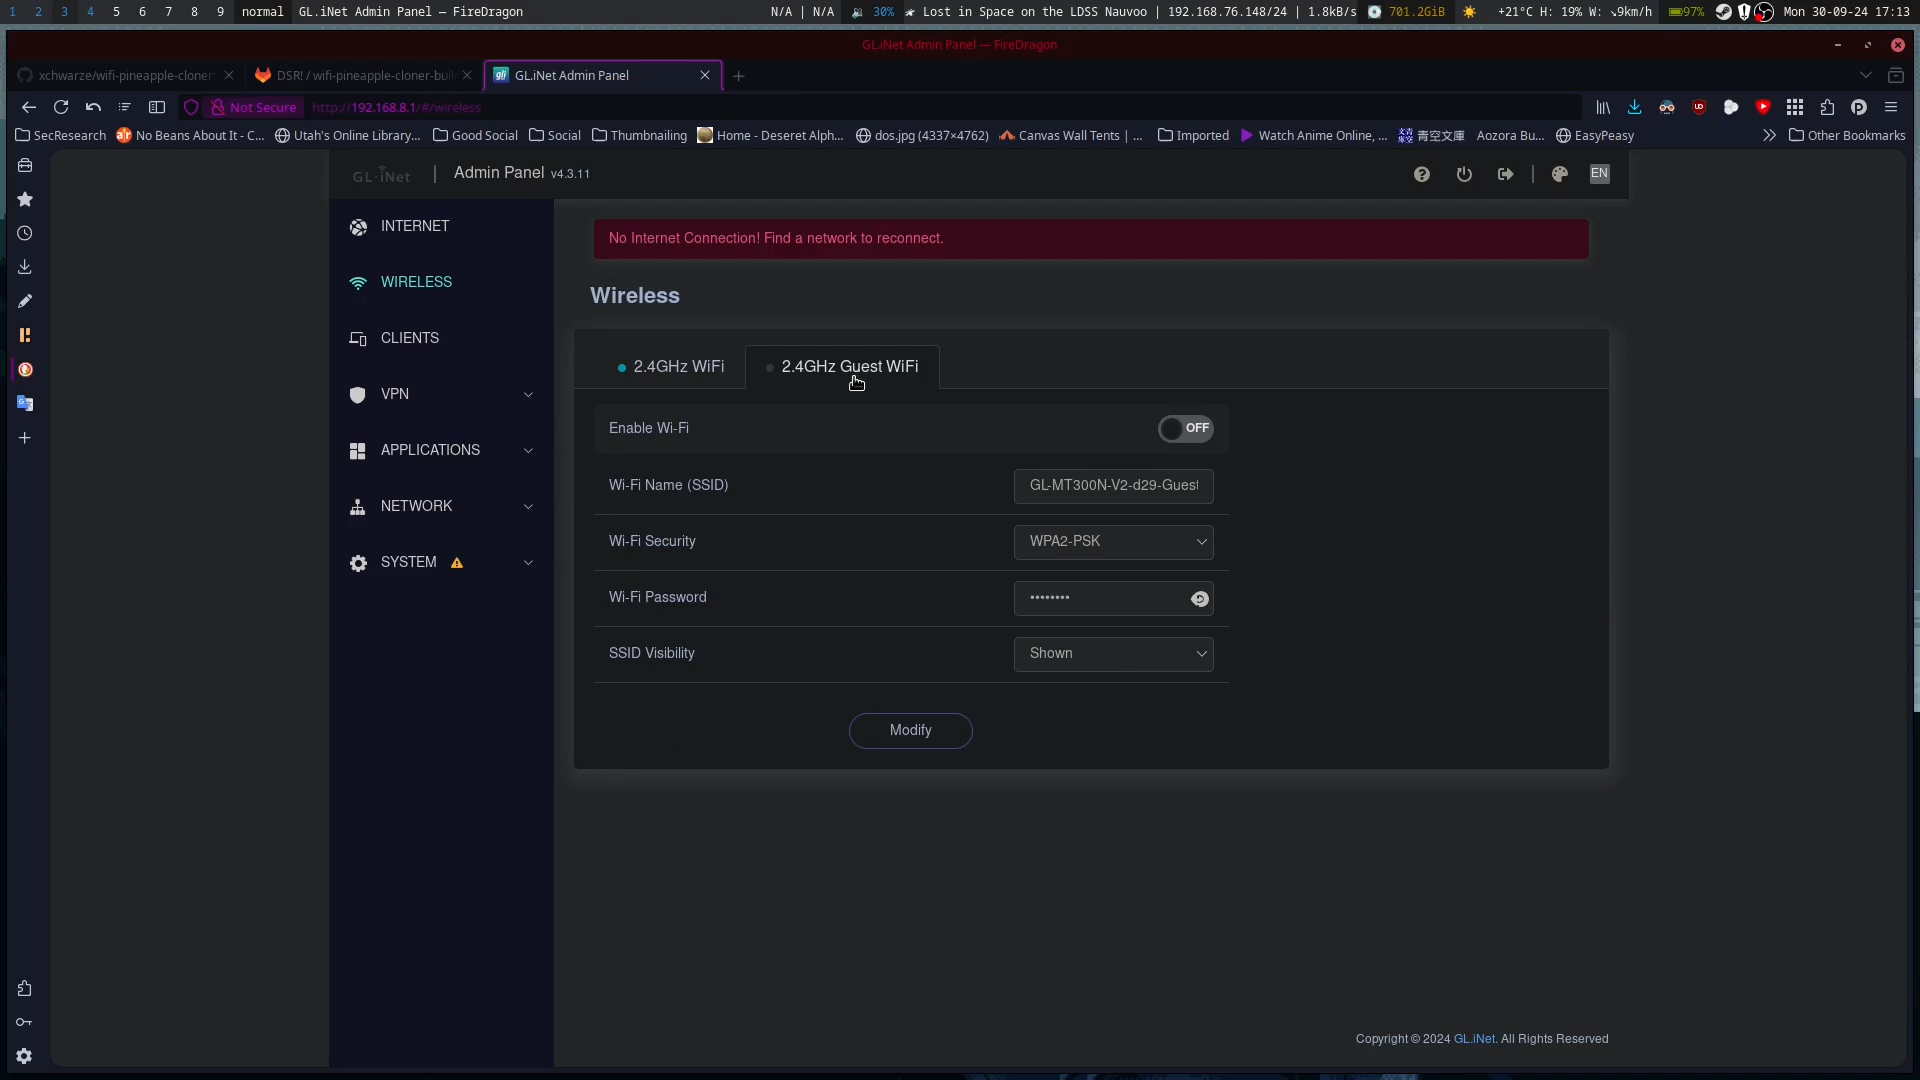 1 2 3 4 5 6 7 8 9 normal GL.iNet Admin Panel — FireDragon N/A | N/A 30% Lost in Space on the LDSS Nauvoo | 192.168.76.148/24 | 1.8kB/s 701.2GiB +21°C H: 19% W: ↘9km/h 97% Mon 30-09-24 17:13
GL.iNet Admin Panel — FireDragon
xchwarze/wifi-pineapple-cloner: DSR! / wifi-pineapple-cloner-buil GL.iNet Admin Panel
Not Secure http://192.168.8.1/#/wireless
SecResearch No Beans About It - C... Utah's Online Library... Good Social Social Thumbnailing Home - Deseret Alph... dos.jpg (4337×4762) Canvas Wall Tents | ... Imported Watch Anime Online, ... 青空文庫 Aozora Bu... EasyPeasy Other Bookmarks
GL·iNet | Admin Panel v4.3.11 EN
INTERNET
No Internet Connection! Find a network to reconnect.
WIRELESS
Wireless
CLIENTS
2.4GHz WiFi 2.4GHz Guest WiFi
VPN
Enable Wi-Fi OFF
APPLICATIONS
Wi-Fi Name (SSID) GL-MT300N-V2-d29-Guest
NETWORK
Wi-Fi Security WPA2-PSK
SYSTEM
Wi-Fi Password ••••••••
SSID Visibility Shown
Modify
Copyright © 2024 GL.iNet. All Rights Reserved